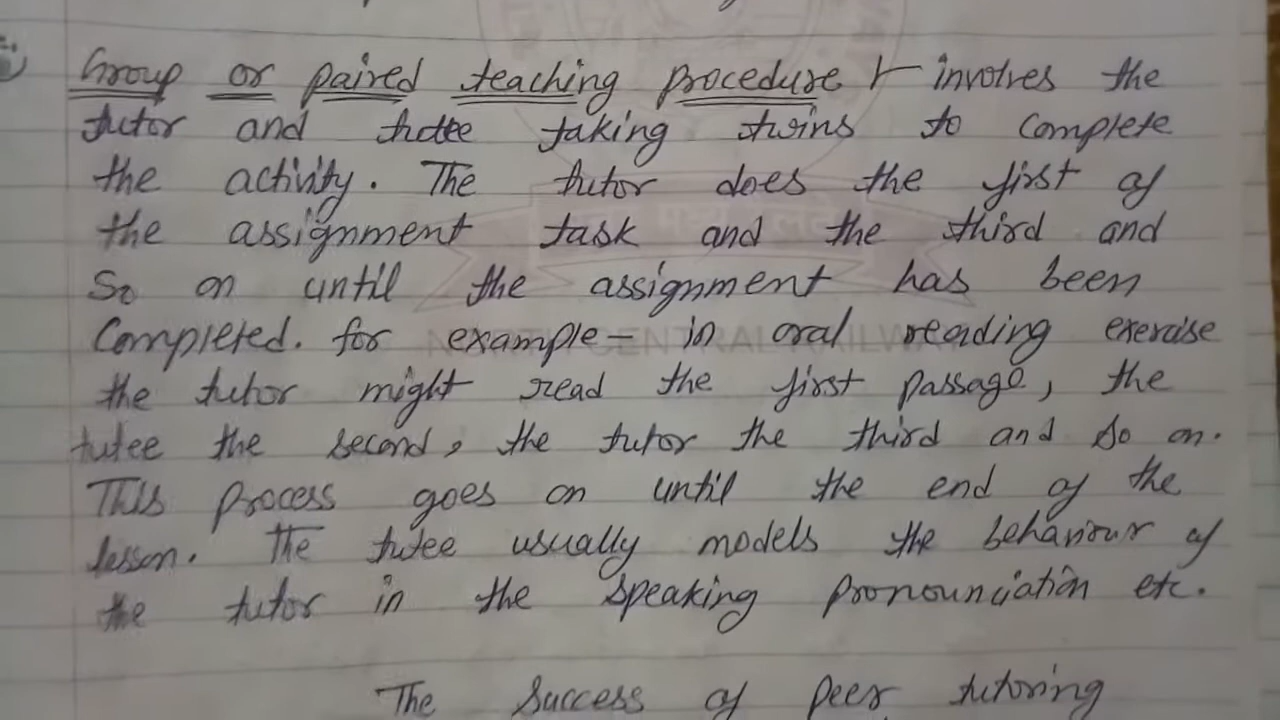 Group or paired teaching procedure :- involves the
tutor and tutee taking twins to complete
the activity. The tutor does the first of
the assignment task and the third and
So on until the assignment has been
Completed. for example - in oral reading exercise
the tutor might read the first passage, the
tutee the second, the tutor the third and so on.
This process goes on until the end of the
lesson. The tutee usually models the behaviour of
the tutor in the speaking pronounciation etc.
The Success of peer tutoring